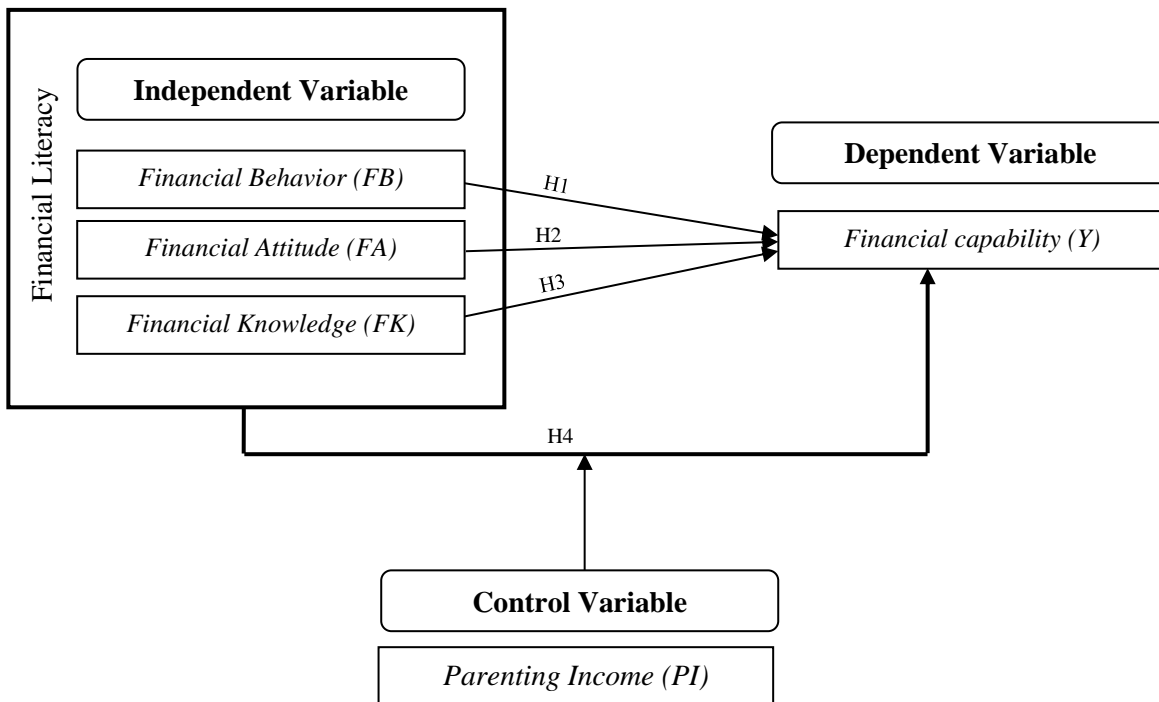 Financial Literacy
Independent Variable
Financial Behavior (FB)
Financial Attitude (FA)
Financial Knowledge (FK)
H1
H2
H3
Dependent Variable
Financial capability (Y)
H4
Control Variable
Parenting Income (PI)